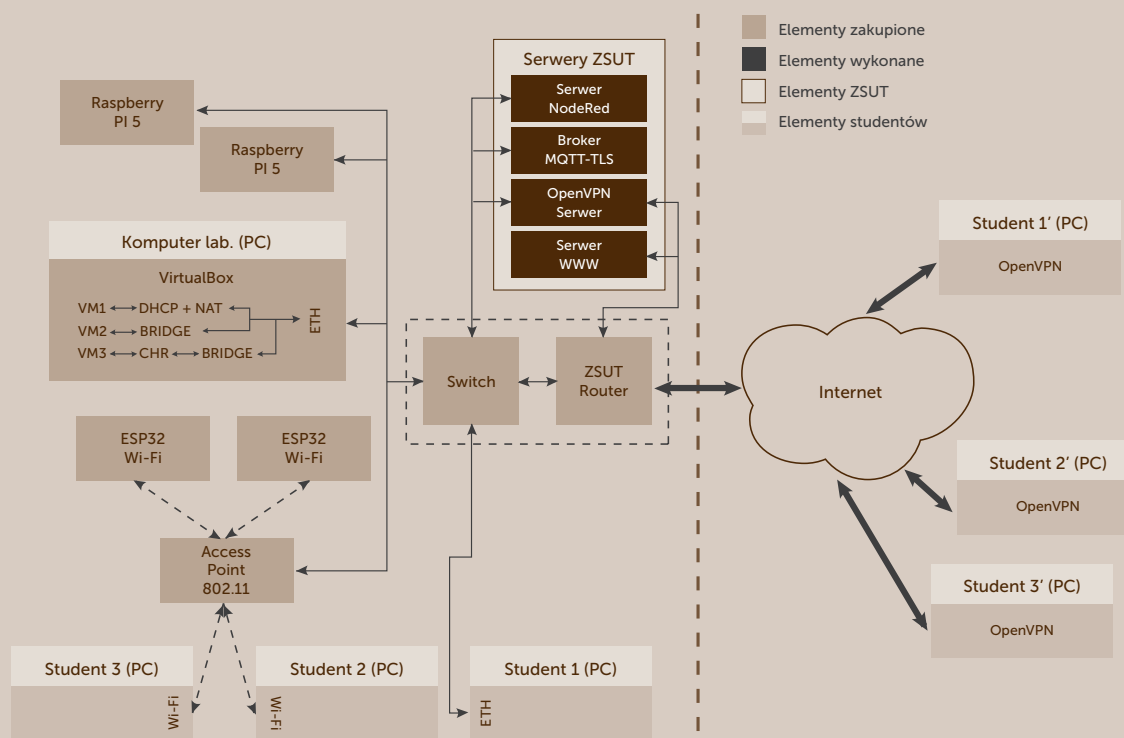 Elementy zakupione
Elementy wykonane
Elementy ZSUT
Elementy studentów
Serwery ZSUT
Serwer
NodeRed
Broker
MQTT-TLS
OpenVPN
Serwer
Serwer
WWW
Raspberry
PI 5
Raspberry
PI 5
Komputer lab. (PC)
VirtualBox
VM1 DHCP + NAT
VM2 BRIDGE
VM3 CHR BRIDGE
ETH
Switch
ZSUT
Router
Internet
Student 1’ (PC)
OpenVPN
Student 2’ (PC)
OpenVPN
Student 3’ (PC)
OpenVPN
ESP32
Wi-Fi
ESP32
Wi-Fi
Access
Point
802.11
Student 3 (PC)
Wi-Fi
Student 2 (PC)
Wi-Fi
Student 1 (PC)
ETH